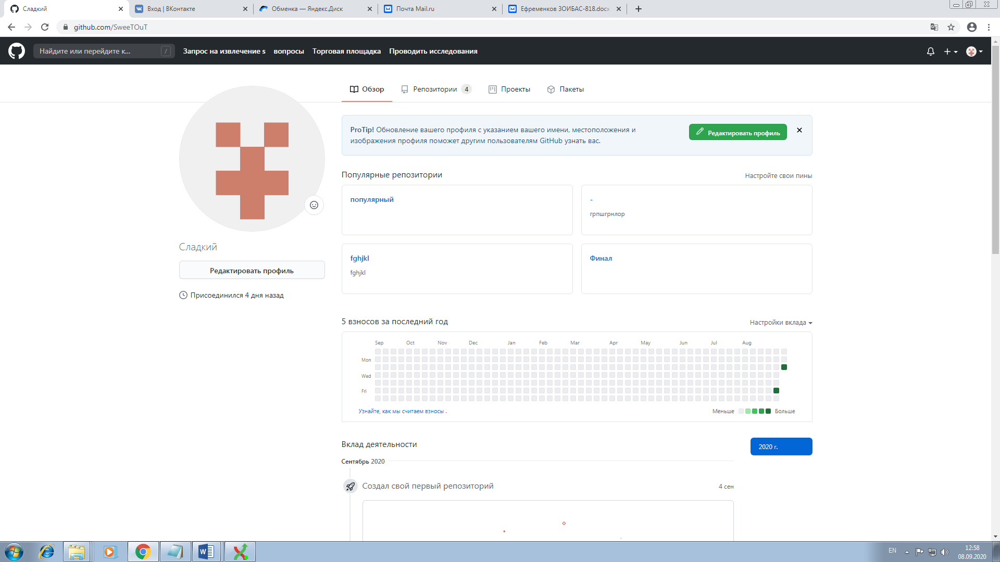 Сладкий
Вход | ВКонтакте
Обменка — Яндекс.Диск
Почта Mail.ru
Ефременков ЗОИБАС-818.docx
github.com/SweeTOuT
Найдите или перейдите к... /
Запрос на извлечение s вопросы Торговая площадка Проводить исследования
Обзор
Репозитории 4
Проекты
Пакеты
ProTip! Обновление вашего профиля с указанием вашего имени, местоположения и
изображения профиля поможет другим пользователям GitHub узнать вас.
Редактировать профиль
Популярные репозитории
Настройте свои пины
популярный
-
грпшгрнлор
fghjkl
fghjkl
Финал
Сладкий
Редактировать профиль
Присоединился 4 дня назад
5 взносов за последний год
Настройки вклада
Sep Oct Nov Dec Jan Feb Mar Apr May Jun Jul Aug
Mon
Wed
Fri
Узнайте, как мы считаем взносы .
Меньше
Больше
Вклад деятельности
2020 г.
Сентябрь 2020
Создал свой первый репозиторий
4 сен
EN
12:58
08.09.2020